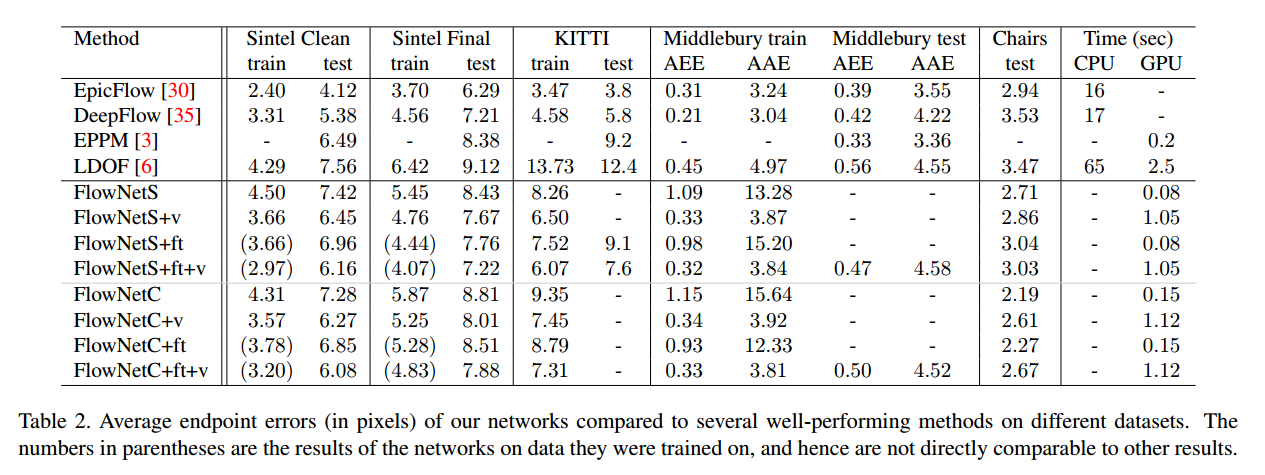 Method Sintel Clean Sintel Final KITTI Middlebury train Middlebury test Chairs Time (sec)
train test train test train test AEE AAE AEE AAE test CPU GPU
EpicFlow [30] 2.40 4.12 3.70 6.29 3.47 3.8 0.31 3.24 0.39 3.55 2.94 16 -
DeepFlow [35] 3.31 5.38 4.56 7.21 4.58 5.8 0.21 3.04 0.42 4.22 3.53 17 -
EPPM [3] - 6.49 - 8.38 - 9.2 - - 0.33 3.36 - - 0.2
LDOF [6] 4.29 7.56 6.42 9.12 13.73 12.4 0.45 4.97 0.56 4.55 3.47 65 2.5
FlowNetS 4.50 7.42 5.45 8.43 8.26 - 1.09 13.28 - - 2.71 - 0.08
FlowNetS+v 3.66 6.45 4.76 7.67 6.50 - 0.33 3.87 - - 2.86 - 1.05
FlowNetS+ft (3.66) 6.96 (4.44) 7.76 7.52 9.1 0.98 15.20 - - 3.04 - 0.08
FlowNetS+ft+v (2.97) 6.16 (4.07) 7.22 6.07 7.6 0.32 3.84 0.47 4.58 3.03 - 1.05
FlowNetC 4.31 7.28 5.87 8.81 9.35 - 1.15 15.64 - - 2.19 - 0.15
FlowNetC+v 3.57 6.27 5.25 8.01 7.45 - 0.34 3.92 - - 2.61 - 1.12
FlowNetC+ft (3.78) 6.85 (5.28) 8.51 8.79 - 0.93 12.33 - - 2.27 - 0.15
FlowNetC+ft+v (3.20) 6.08 (4.83) 7.88 7.31 - 0.33 3.81 0.50 4.52 2.67 - 1.12
Table 2. Average endpoint errors (in pixels) of our networks compared to several well-performing methods on different datasets. The
numbers in parentheses are the results of the networks on data they were trained on, and hence are not directly comparable to other results.